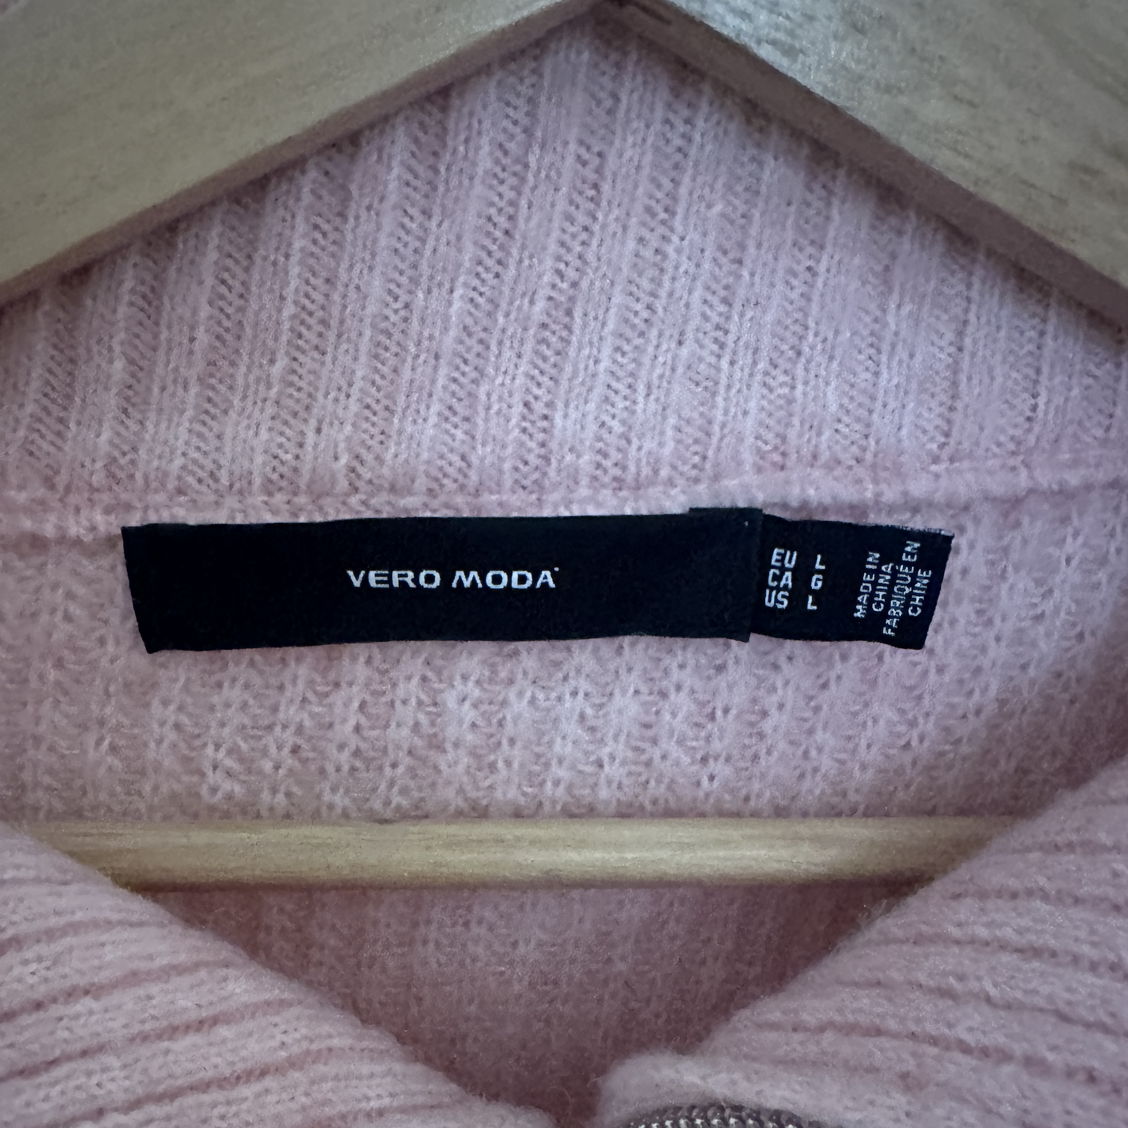 VERO MODA
EU L
CA G
US L
MADE IN
CHINA
FABRIQUÉ EN
CHINE